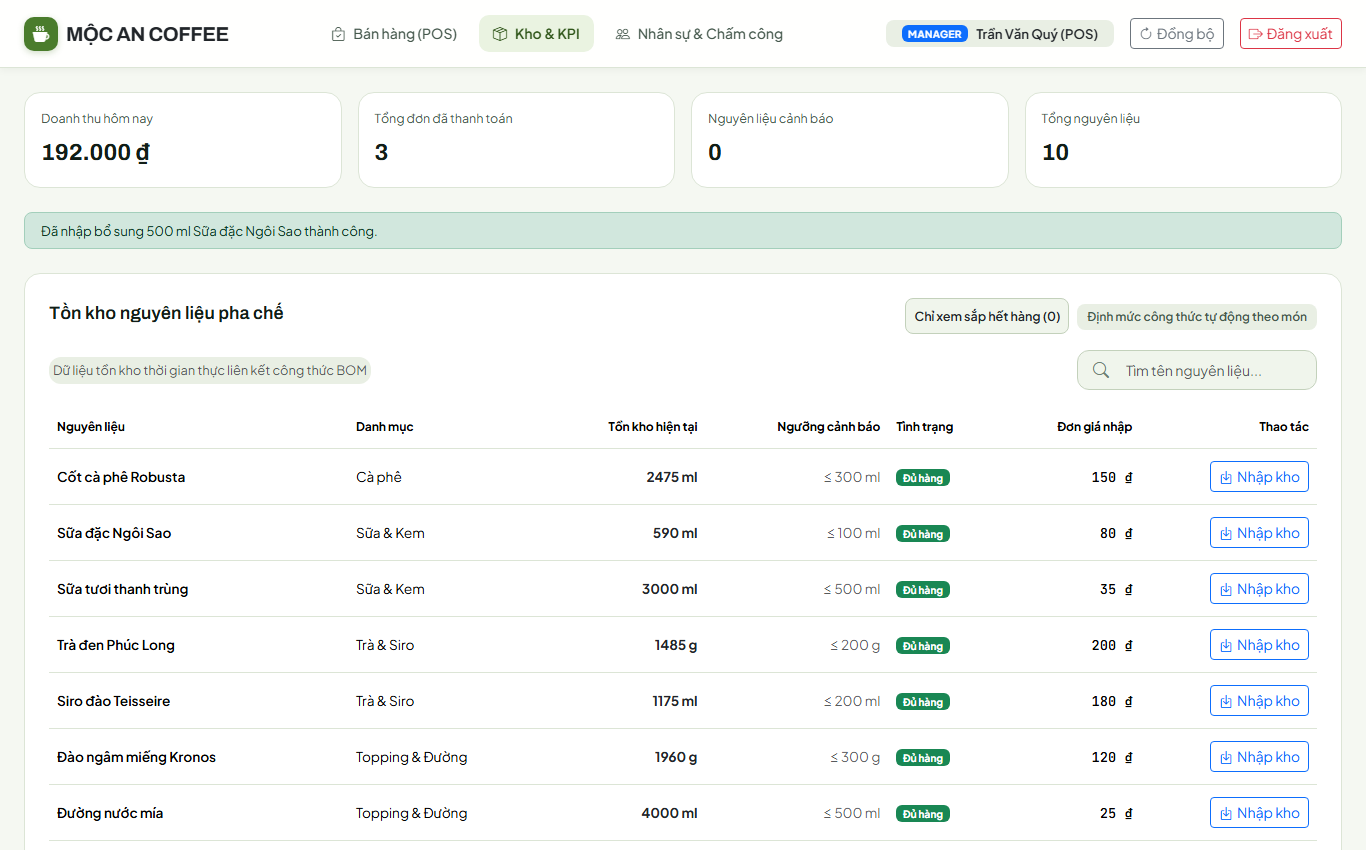 MỘC AN COFFEE
Bán hàng (POS)
Kho & KPI
Nhân sự & Chấm công
MANAGER Trần Văn Quý (POS)
Đồng bộ
Đăng xuất
Doanh thu hôm nay
192.000 ₫
Tổng đơn đã thanh toán
3
Nguyên liệu cảnh báo
0
Tổng nguyên liệu
10
Đã nhập bổ sung 500 ml Sữa đặc Ngôi Sao thành công.
Tồn kho nguyên liệu pha chế
Chỉ xem sắp hết hàng (0)
Định mức công thức tự động theo món
Dữ liệu tồn kho thời gian thực liên kết công thức BOM
Tìm tên nguyên liệu...
Nguyên liệu Danh mục Tồn kho hiện tại Ngưỡng cảnh báo Tình trạng Đơn giá nhập Thao tác
Cốt cà phê Robusta Cà phê 2475 ml ≤ 300 ml Đủ hàng 150 ₫ Nhập kho
Sữa đặc Ngôi Sao Sữa & Kem 590 ml ≤ 100 ml Đủ hàng 80 ₫ Nhập kho
Sữa tươi thanh trùng Sữa & Kem 3000 ml ≤ 500 ml Đủ hàng 35 ₫ Nhập kho
Trà đen Phúc Long Trà & Siro 1485 g ≤ 200 g Đủ hàng 200 ₫ Nhập kho
Siro đào Teisseire Trà & Siro 1175 ml ≤ 200 ml Đủ hàng 180 ₫ Nhập kho
Đào ngâm miếng Kronos Topping & Đường 1960 g ≤ 300 g Đủ hàng 120 ₫ Nhập kho
Đường nước mía Topping & Đường 4000 ml ≤ 500 ml Đủ hàng 25 ₫ Nhập kho